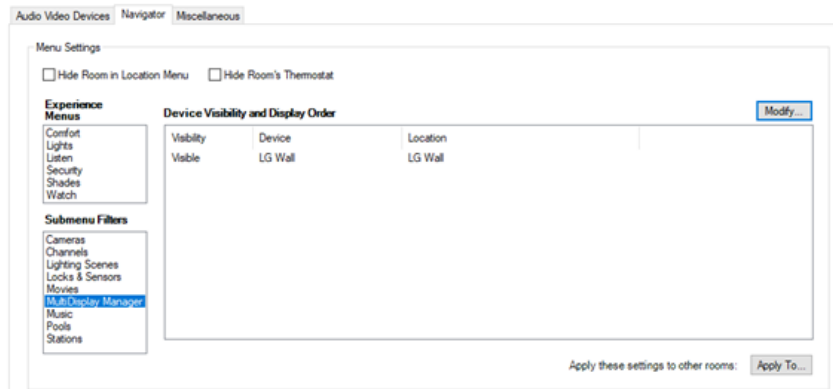 Audio Video Devices Navigator Miscellaneous
Menu Settings
Hide Room in Location Menu Hide Room's Thermostat
Experience
Menus
Device Visibility and Display Order
Modify...
Comfort
Lights
Listen
Security
Shades
Watch
Visibility Device Location
Visible LG Wall LG Wall
Submenu Filters
Cameras
Channels
Lighting Scenes
Locks & Sensors
Movies
MultiDisplay Manager
Music
Pools
Stations
Apply these settings to other rooms: Apply To...